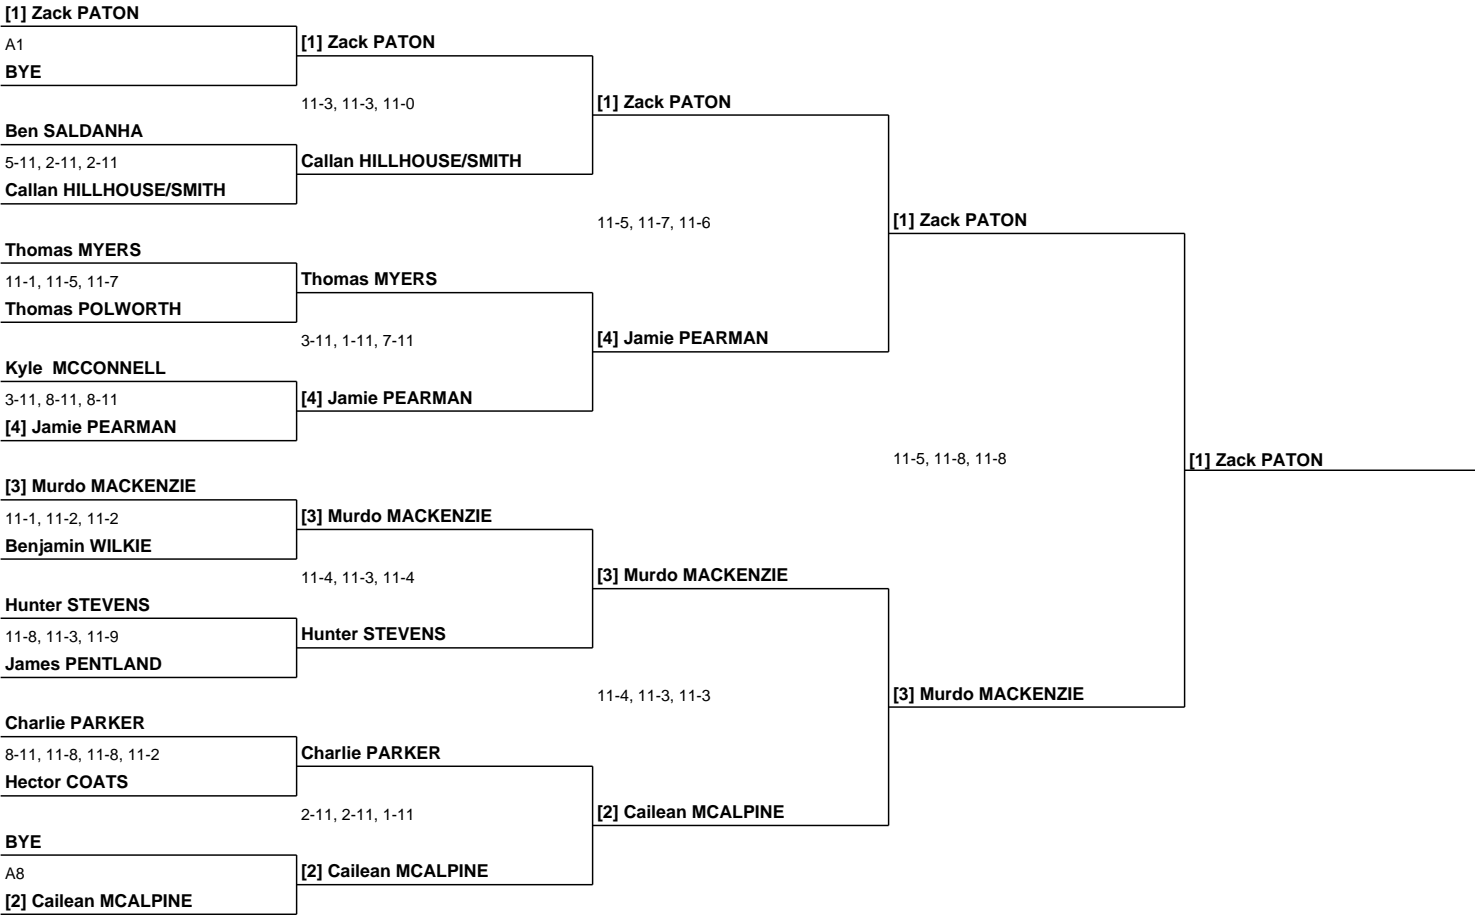 [1] Zack PATON
A1
BYE
Ben SALDANHA
5-11, 2-11, 2-11
Callan HILLHOUSE/SMITH
Thomas MYERS
11-1, 11-5, 11-7
Thomas POLWORTH
Kyle  MCCONNELL
3-11, 8-11, 8-11
[4] Jamie PEARMAN
[3] Murdo MACKENZIE
11-1, 11-2, 11-2
Benjamin WILKIE
Hunter STEVENS
11-8, 11-3, 11-9
James PENTLAND
Charlie PARKER
8-11, 11-8, 11-8, 11-2
Hector COATS
BYE
A8
[2] Cailean MCALPINE
[1] Zack PATON
11-3, 11-3, 11-0
Callan HILLHOUSE/SMITH
Thomas MYERS
3-11, 1-11, 7-11
[4] Jamie PEARMAN
[3] Murdo MACKENZIE
11-4, 11-3, 11-4
Hunter STEVENS
Charlie PARKER
2-11, 2-11, 1-11
[2] Cailean MCALPINE
[1] Zack PATON
11-5, 11-7, 11-6
[4] Jamie PEARMAN
[3] Murdo MACKENZIE
11-4, 11-3, 11-3
[2] Cailean MCALPINE
[1] Zack PATON
11-5, 11-8, 11-8
[3] Murdo MACKENZIE
[1] Zack PATON